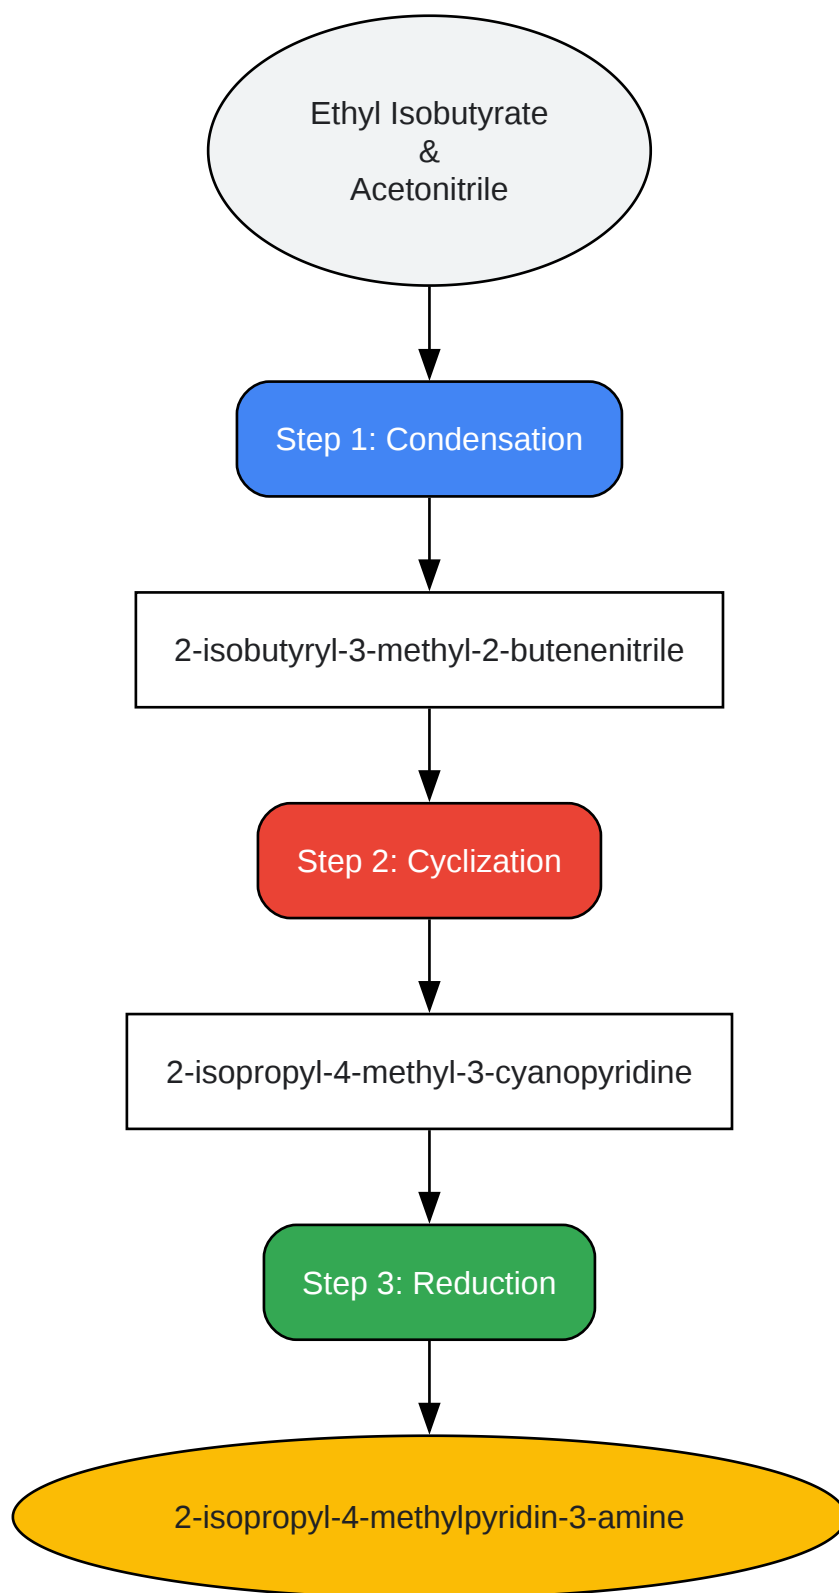 Ethyl Isobutyrate
&
Acetonitrile
Step 1: Condensation
2-isobutyryl-3-methyl-2-butenenitrile
Step 2: Cyclization
2-isopropyl-4-methyl-3-cyanopyridine
Step 3: Reduction
2-isopropyl-4-methylpyridin-3-amine